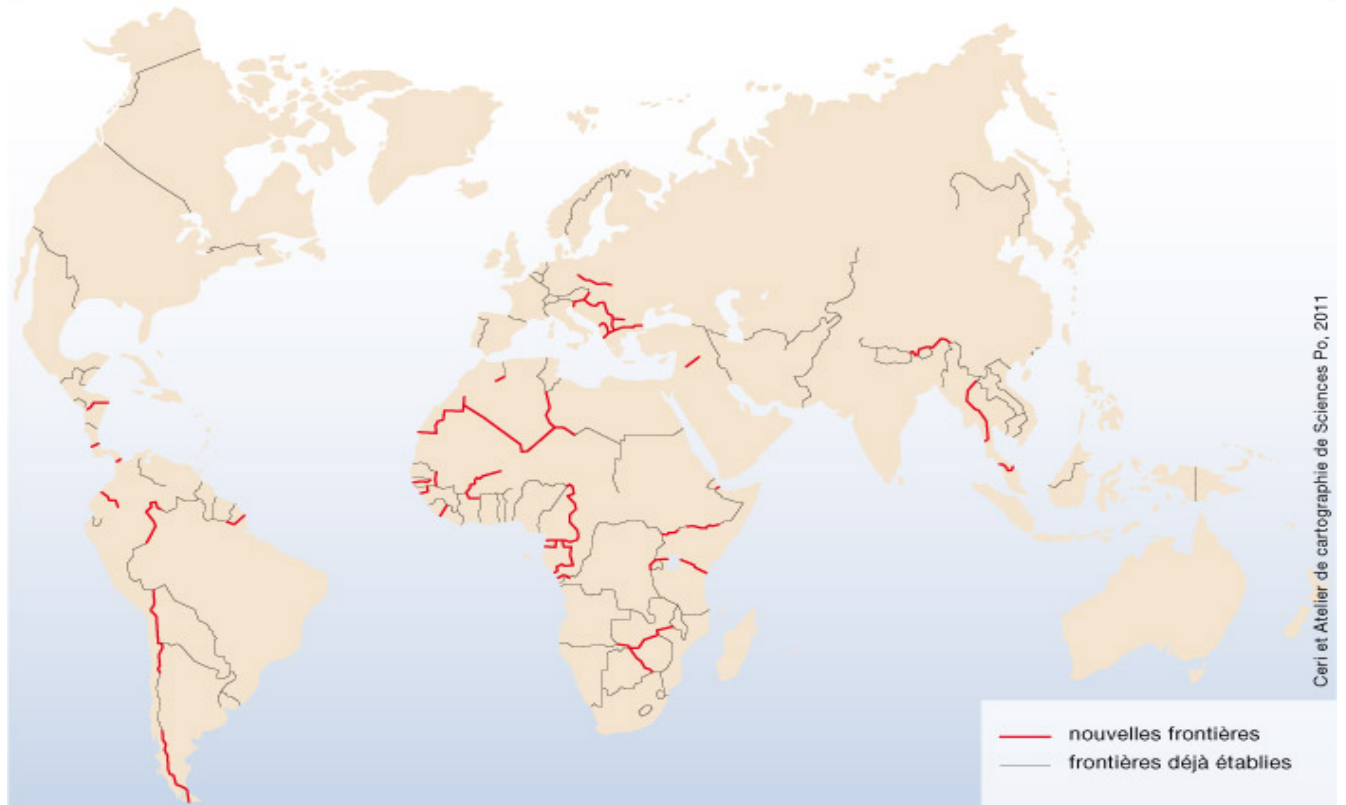 Ceri et Atelier de cartographie de Sciences Po, 2011
nouvelles frontières
frontières déjà établies